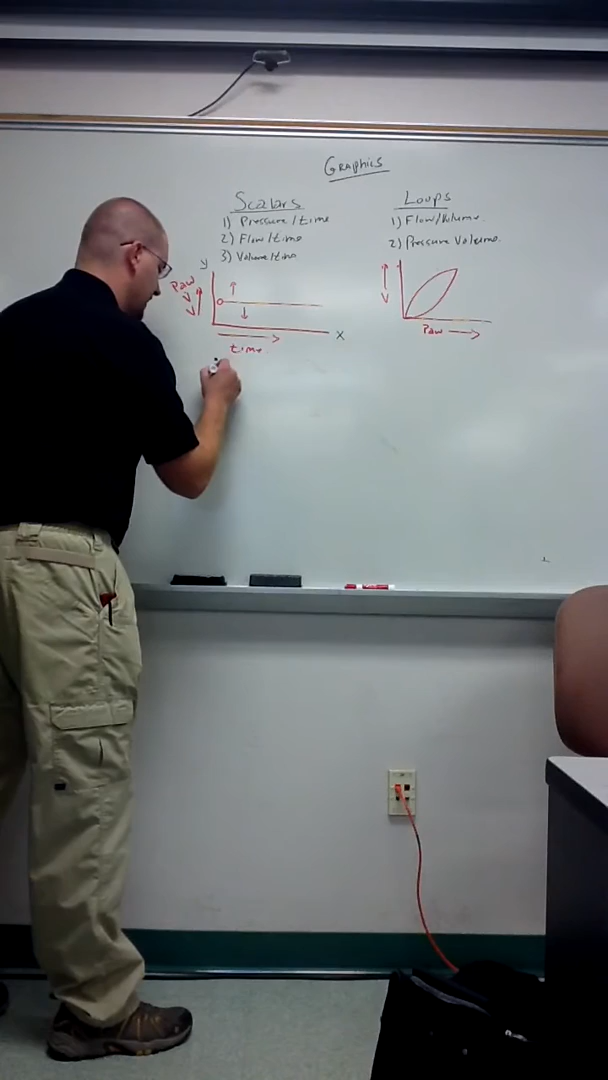 Graphics
Scalars
1) Pressure/time
2) Flow/time
3) Volume/time
Loops
1) Flow/Volume
2) Pressure Volume
y
Paw
x
time
Paw